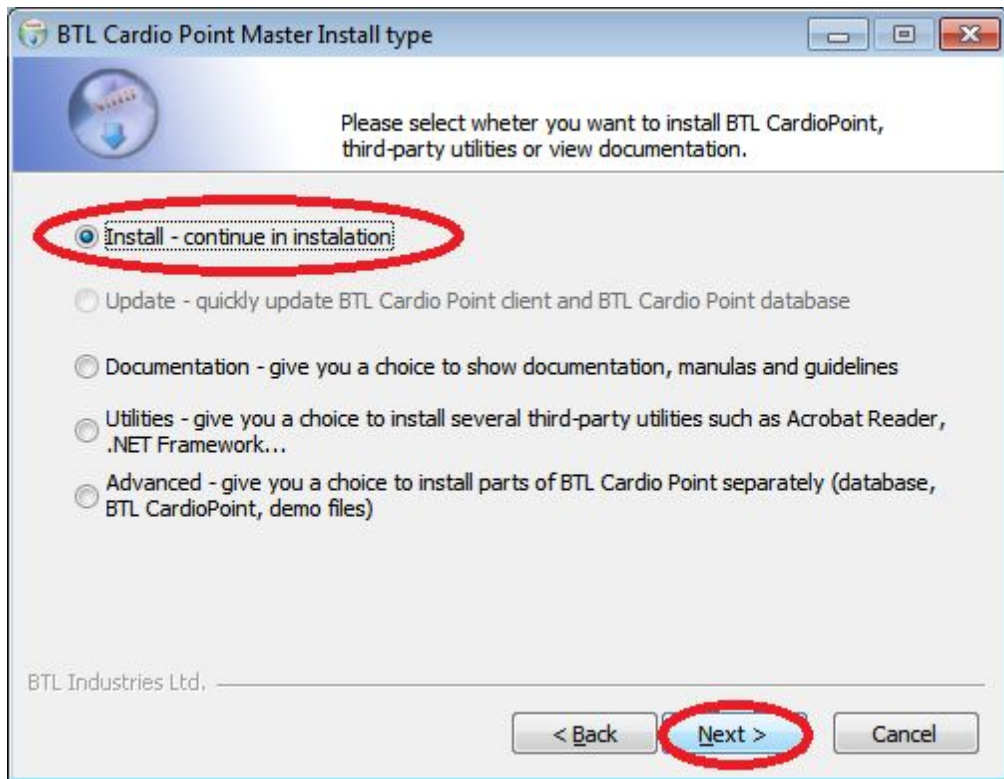 BTL Cardio Point Master Install type
Please select wheter you want to install BTL CardioPoint,
third-party utilities or view documentation.
Install - continue in instalation
Update - quickly update BTL Cardio Point client and BTL Cardio Point database
Documentation - give you a choice to show documentation, manulas and guidelines
Utilities - give you a choice to install several third-party utilities such as Acrobat Reader,
.NET Framework...
Advanced - give you a choice to install parts of BTL Cardio Point separately (database,
BTL CardioPoint, demo files)
BTL Industries Ltd.
< Back Next > Cancel